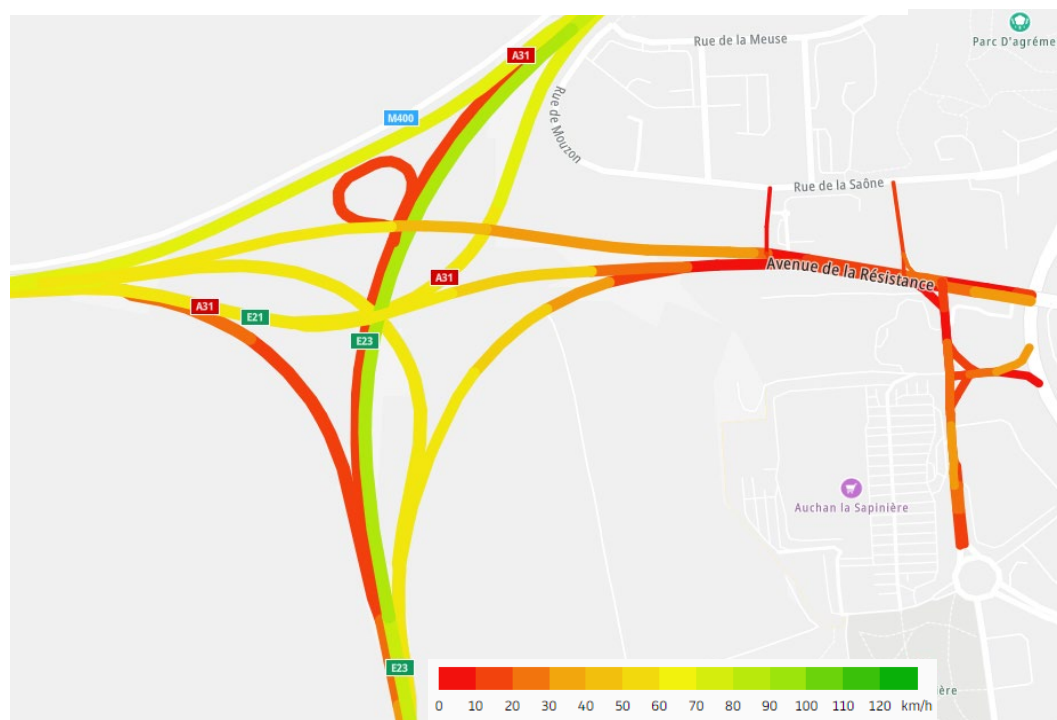 Parc D'agréme
Rue de la Meuse
A31
M400
Rue de Mouzon
Rue de la Saône
A31
Avenue de la Résistance
A31
E21
E23
Auchan la Sapinière
E23
ère
0 10 20 30 40 50 60 70 80 90 100 110 120 km/h